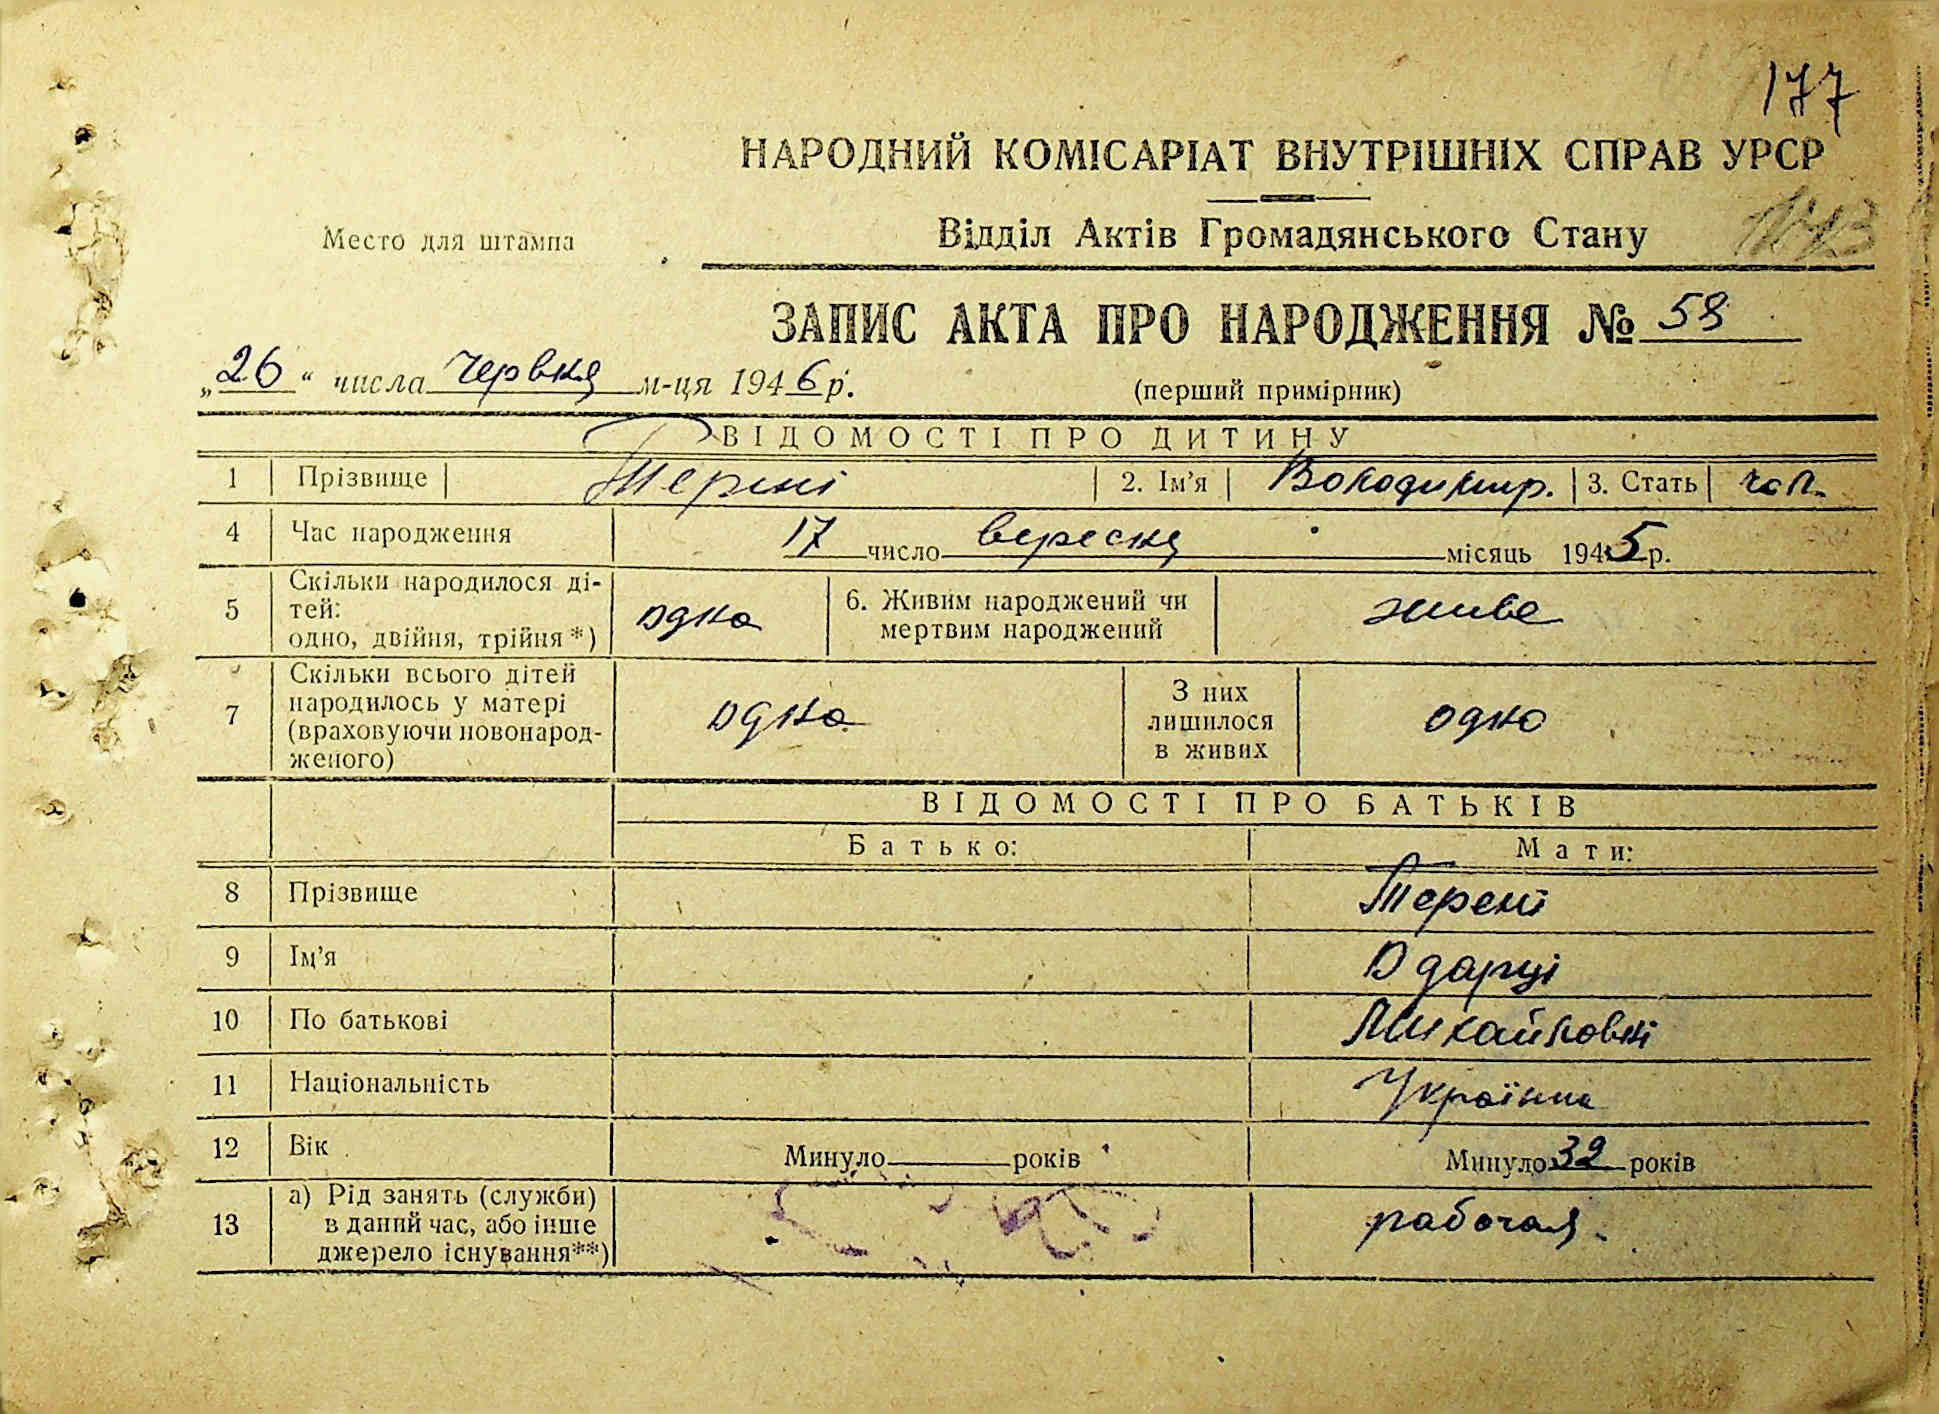 177
НАРОДНИЙ КОМІСАРІАТ ВНУТРІШНІХ СПРАВ УРСР
Место для штампа
Відділ Актів Громадянського Стану
ЗАПИС АКТА ПРО НАРОДЖЕННЯ № 58
„26“ числа червня м-ця 1946 р.
(перший примірник)
ВІДОМОСТІ ПРО ДИТИНУ
1 Прізвище 2. Ім’я Володимир. 3. Стать чол.
4 Час народження 17 число вересня місяць 1945 р.
5 Скільки народилося ді-
тей:
одно, двійня, трійня*) одно
6. Живим народжений чи
мертвим народжений живе
7 Скільки всього дітей
народилось у матері
(враховуючи новонарод-
женого) одно
З них
лишилося
в живих одно
ВІДОМОСТІ ПРО БАТЬКІВ
Батько: Мати:
8 Прізвище Терені
9 Ім’я Одарці
10 По батькові Михайловні
11 Національність Українка
12 Вік Минуло років Минуло 32 років
13 а) Рід занять (служби)
в даний час, або інше
джерело існування**) рабочая.